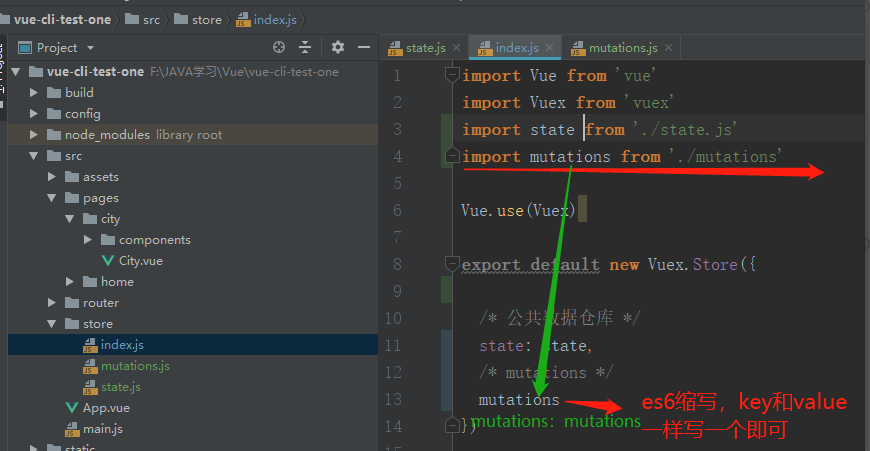 vue-cli-test-one src store index.js
Project
vue-cli-test-one F:\JAVA学习\Vue\vue-cli-test-one
build
config
node_modules library root
src
assets
pages
city
components
City.vue
home
router
store
index.js
mutations.js
state.js
App.vue
main.js
static
state.js index.js mutations.js
1 import Vue from 'vue'
2 import Vuex from 'vuex'
3 import state from './state.js'
4 import mutations from './mutations'
5
6 Vue.use(Vuex)
7
8 export default new Vuex.Store({
9
10 /* 公共数据仓库 */
11 state: state,
12 /* mutations */
13 mutations
es6缩写，key和value
一样写一个即可
mutations：mutations
14 })